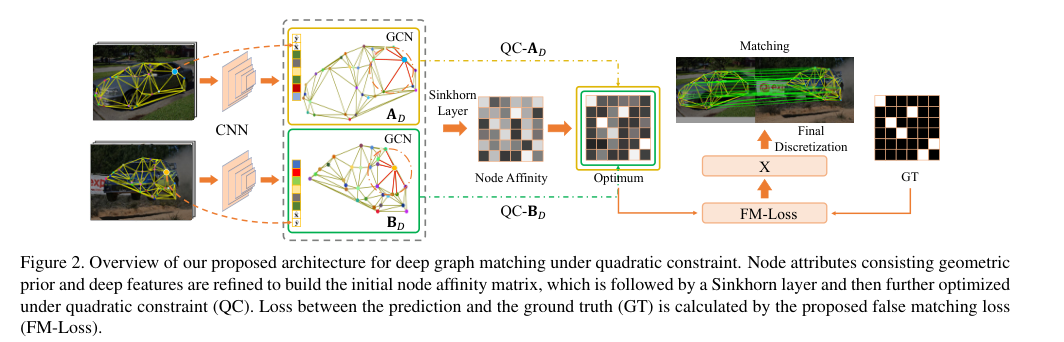 GCN
y
x
A_D
CNN
GCN
x
y
B_D
QC-A_D
Sinkhorn
Layer
Node Affinity
Optimum
QC-B_D
Matching
Final
Discretization
X
FM-Loss
GT
Figure 2. Overview of our proposed architecture for deep graph matching under quadratic constraint. Node attributes consisting geometric
prior and deep features are refined to build the initial node affinity matrix, which is followed by a Sinkhorn layer and then further optimized
under quadratic constraint (QC). Loss between the prediction and the ground truth (GT) is calculated by the proposed false matching loss
(FM-Loss).